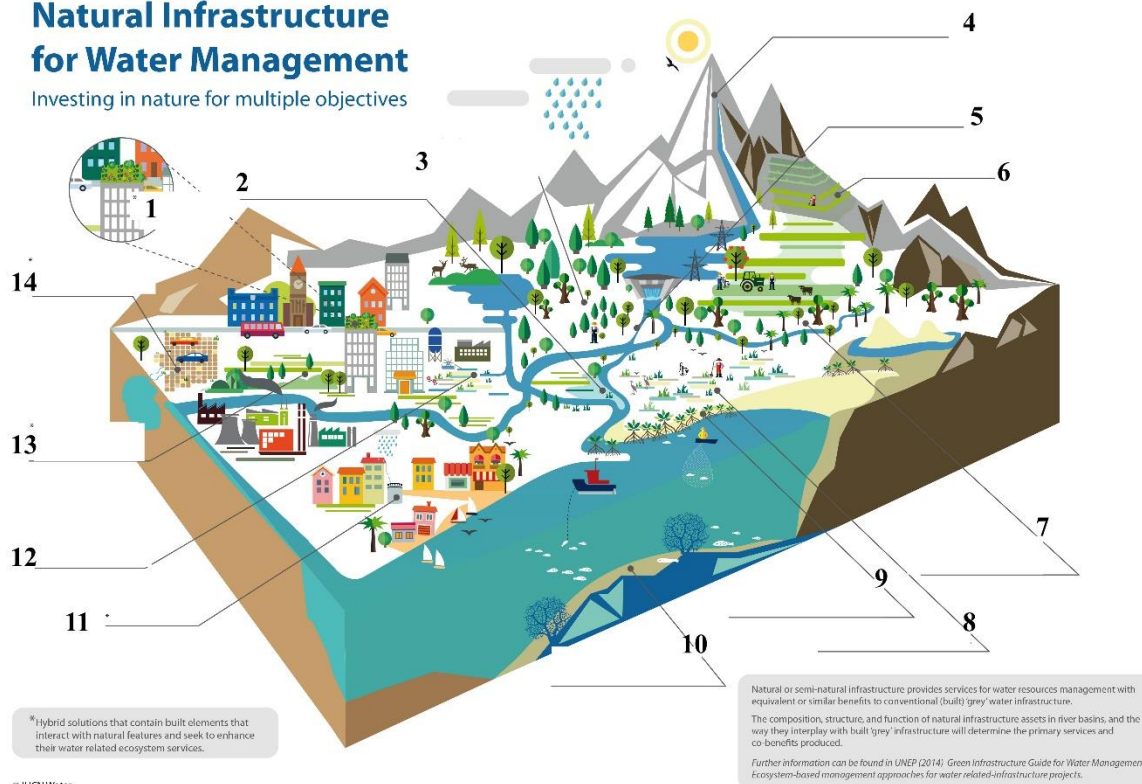 Natural Infrastructure
for Water Management
Investing in nature for multiple objectives
4
5
3
6
2
* 1
*
14
*
13
12
7
9
11 *
8
10
* Hybrid solutions that contain built elements that
interact with natural features and seek to enhance
their water related ecosystem services.
Natural or semi-natural infrastructure provides services for water resources management with
equivalent or similar benefits to conventional (built) 'grey' water infrastructure.
The composition, structure, and function of natural infrastructure assets in river basins, and the
way they interplay with built 'grey' infrastructure will determine the primary services and
co-benefits produced.
Further information can be found in UNEP (2014) Green Infrastructure Guide for Water Management
Ecosystem-based management approaches for water related-infrastructure projects.